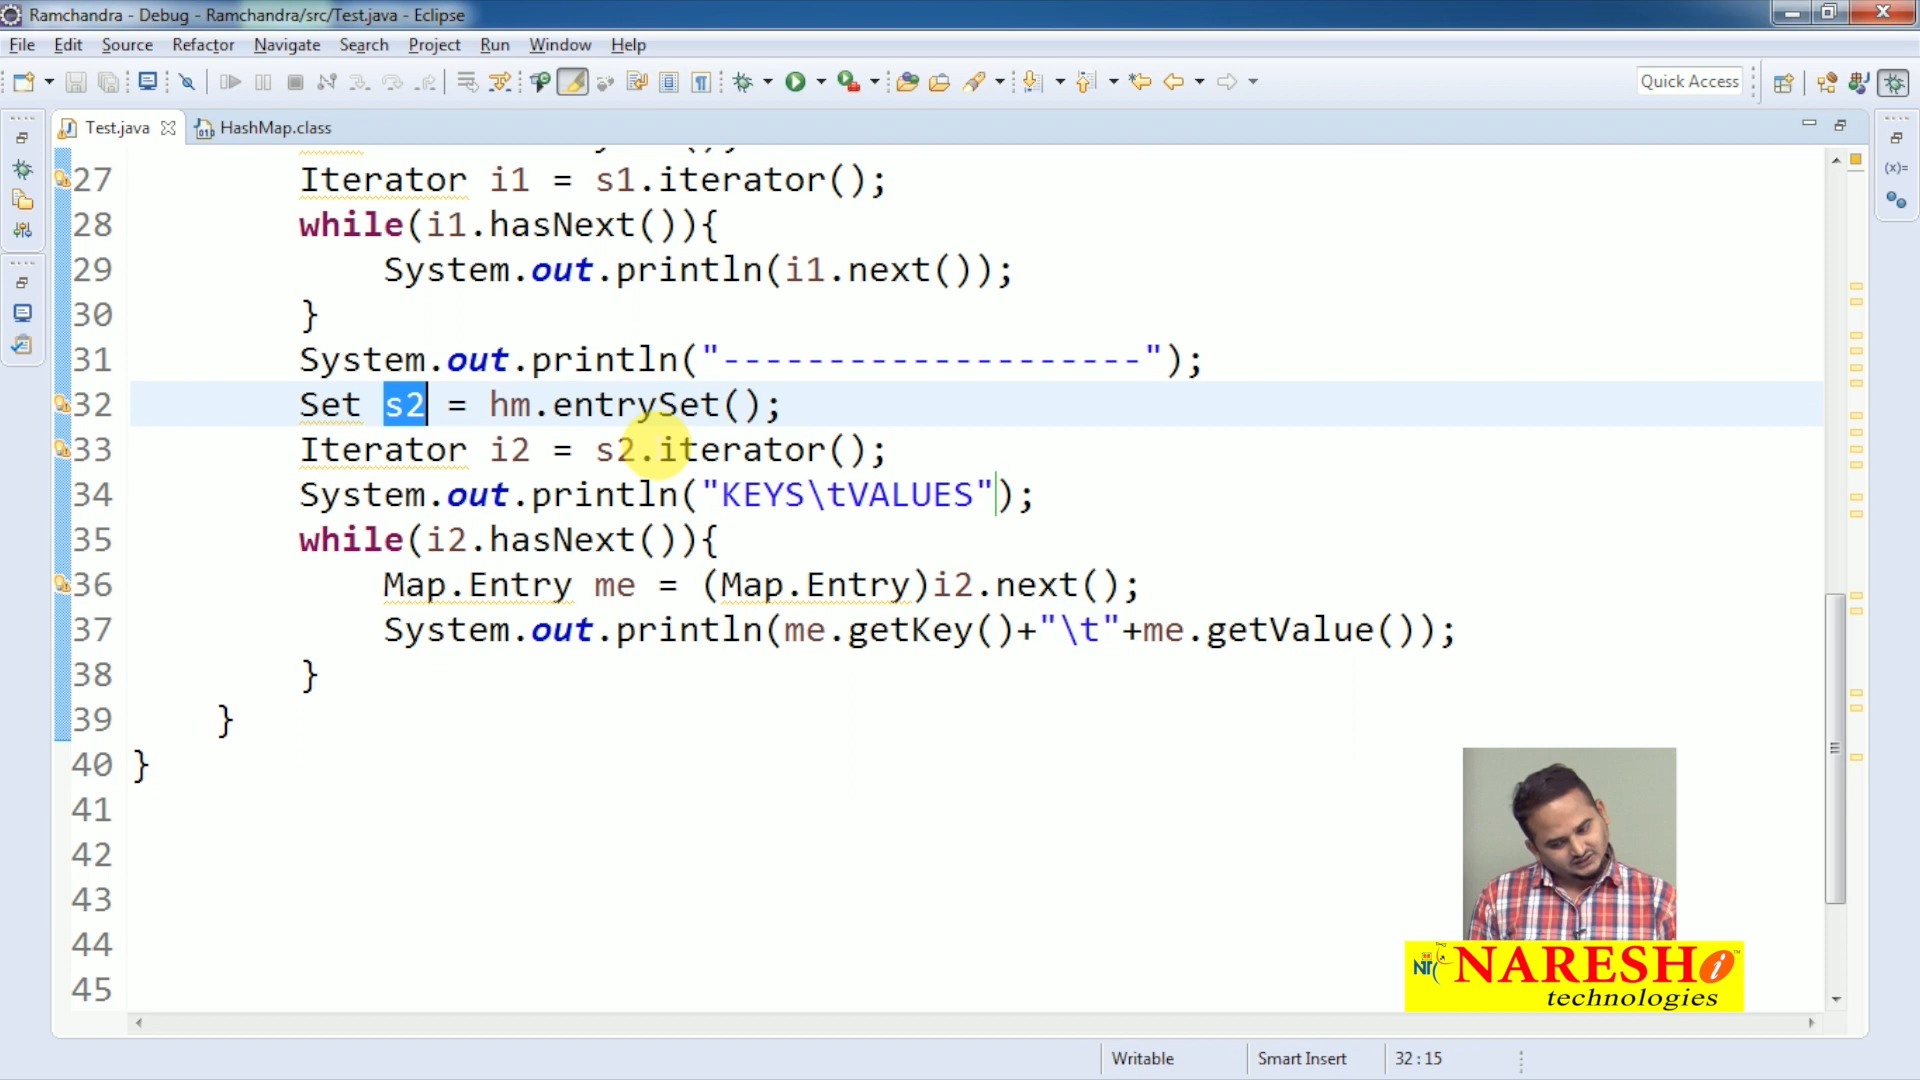 Ramchandra - Debug - Ramchandra/src/Test.java - Eclipse
File Edit Source Refactor Navigate Search Project Run Window Help
Quick Access
Test.java HashMap.class
27 Iterator i1 = s1.iterator();
28 while(i1.hasNext()){
29 System.out.println(i1.next());
30 }
31 System.out.println("--------------------");
32 Set s2 = hm.entrySet();
33 Iterator i2 = s2.iterator();
34 System.out.println("KEYS\tVALUES");
35 while(i2.hasNext()){
36 Map.Entry me = (Map.Entry)i2.next();
37 System.out.println(me.getKey()+"\t"+me.getValue());
38 }
39 }
40 }
41
42
43
44
45
NARESH i
technologies
Writable Smart Insert 32 : 15